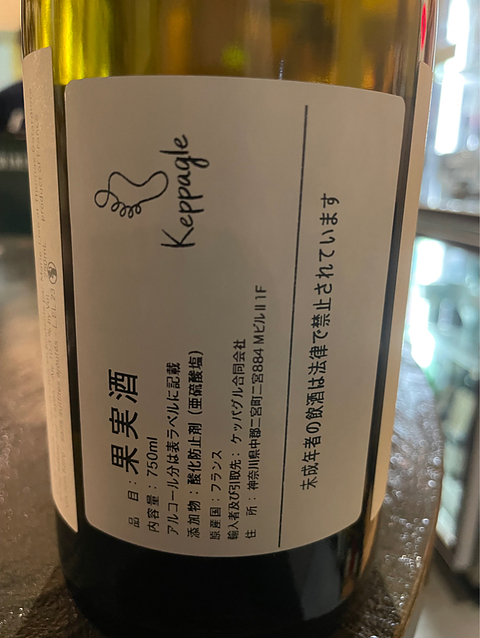 Keppagle
品 目：果実酒
内容量：750ml
アルコール分は表ラベルに記載
添加物：酸化防止剤（亜硫酸塩）
原産国：フランス
輸入者及び引取先：ケッパグル合同会社
住 所：神奈川県中郡二宮町二宮884 MビルⅡ1F
未成年者の飲酒は法律で禁止されています